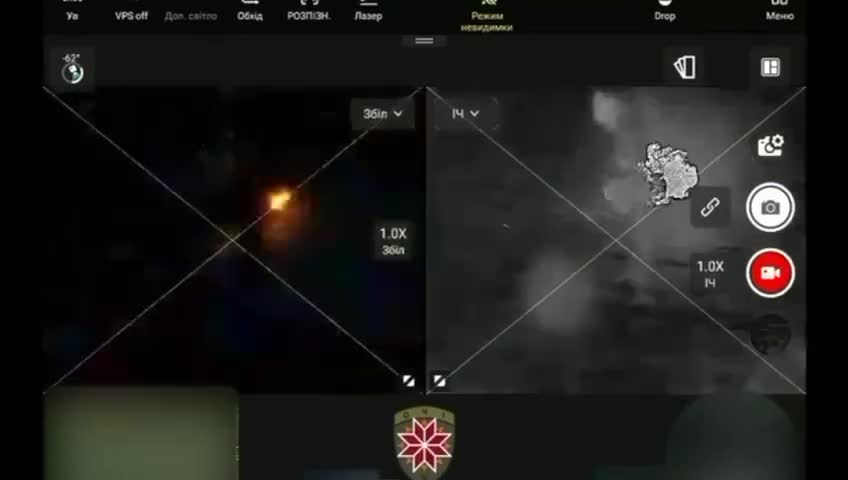 Ув
VPS off
Доп. світло
Обхід
РОЗПІЗН.
Лазер
Режим
невидимки
Drop
Меню
-62°
Збіл
ІЧ
1.0X
Збіл
1.0X
ІЧ